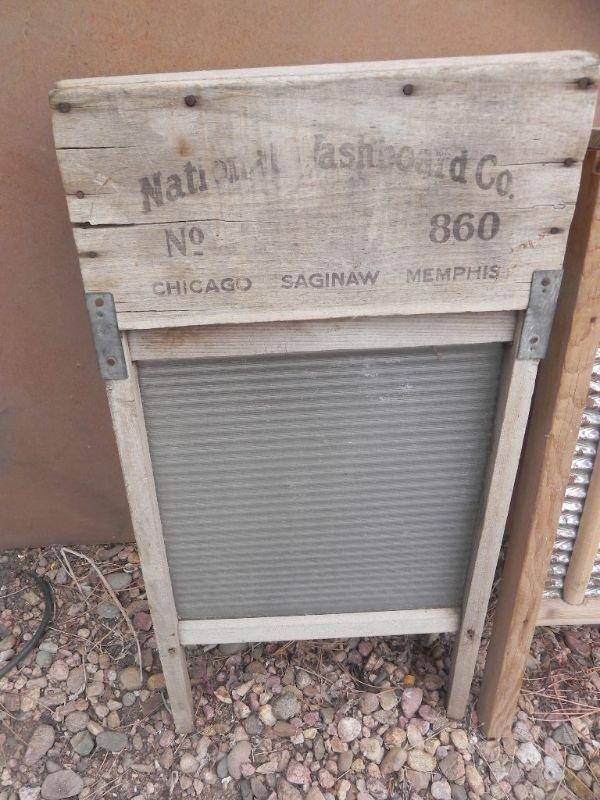 National Washboard Co.
Nº 860
CHICAGO SAGINAW MEMPHIS